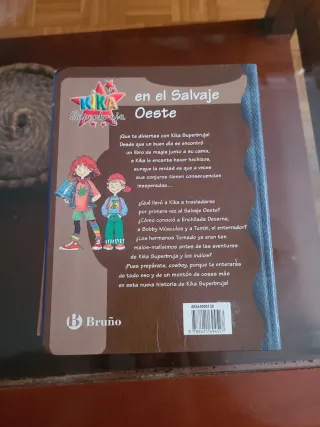 KIKA
Superbruja
en el Salvaje
Oeste
¡Que te diviertas con Kika Superbruja!
Desde que un buen día se encontró
un libro de magia junto a su cama,
a Kika le encanta hacer hechizos,
aunque la verdad es que a veces
sus conjuros tienen consecuencias
inesperadas...
¿Qué llevó a Kika a trasladarse
por primera vez al Salvaje Oeste?
¿Cómo conoció a Enchilada Decarne,
a Bobby Músculos y a Tunín, el enterrador?
¿Los hermanos Tornado ya eran tan
malos-malísimos antes de las aventuras
de Kika Superbruja y los indios?
¡Pues prepárate, cowboy, porque te enterarás
de todo eso y de un montón de cosas más
en esta nueva historia de Kika Superbruja!
Bruño